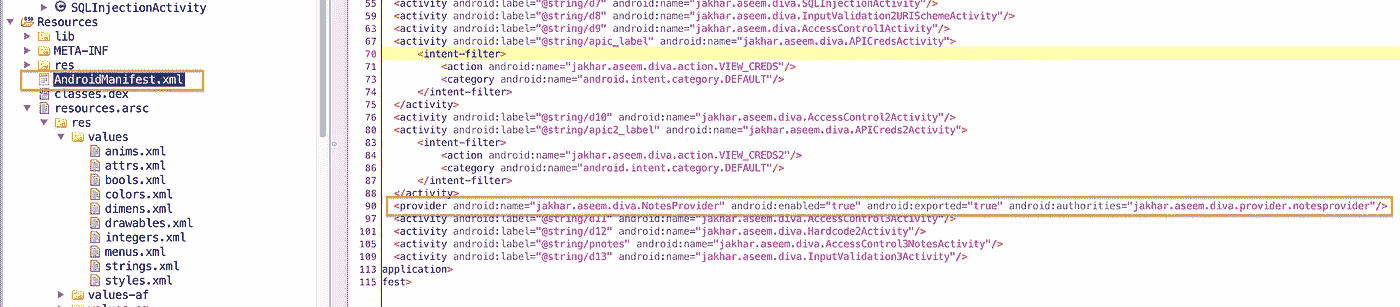 SQLInjectionActivity
Resources
lib
META-INF
res
AndroidManifest.xml
classes.dex
resources.arsc
res
values
anims.xml
attrs.xml
bools.xml
colors.xml
dimens.xml
drawables.xml
integers.xml
menus.xml
strings.xml
styles.xml
values-af
55 <activity android:label="@string/d7" android:name="jakhar.aseem.diva.SQLInjectionActivity"/>
59 <activity android:label="@string/d8" android:name="jakhar.aseem.diva.InputValidation2URISchemeActivity"/>
63 <activity android:label="@string/d9" android:name="jakhar.aseem.diva.AccessControl1Activity"/>
67 <activity android:label="@string/apic_label" android:name="jakhar.aseem.diva.APICredsActivity">
70 <intent-filter>
71 <action android:name="jakhar.aseem.diva.action.VIEW_CREDS"/>
73 <category android:name="android.intent.category.DEFAULT"/>
74 </intent-filter>
75 </activity>
76 <activity android:label="@string/d10" android:name="jakhar.aseem.diva.AccessControl2Activity"/>
80 <activity android:label="@string/apic2_label" android:name="jakhar.aseem.diva.APICreds2Activity">
83 <intent-filter>
84 <action android:name="jakhar.aseem.diva.action.VIEW_CREDS2"/>
86 <category android:name="android.intent.category.DEFAULT"/>
87 </intent-filter>
88 </activity>
90 <provider android:name="jakhar.aseem.diva.NotesProvider" android:enabled="true" android:exported="true" android:authorities="jakhar.aseem.diva.provider.notesprovider"/>
97 <activity android:label="@string/d11" android:name="jakhar.aseem.diva.AccessControl3Activity"/>
101 <activity android:label="@string/d12" android:name="jakhar.aseem.diva.Hardcode2Activity"/>
105 <activity android:label="@string/pnotes" android:name="jakhar.aseem.diva.AccessControl3NotesActivity"/>
109 <activity android:label="@string/d13" android:name="jakhar.aseem.diva.InputValidation3Activity"/>
113 application>
115 fest>